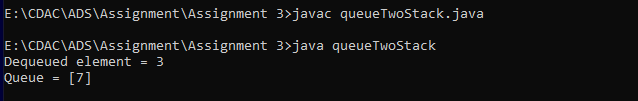 E:\CDAC\ADS\Assignment\Assignment 3>javac queueTwoStack.java
E:\CDAC\ADS\Assignment\Assignment 3>java queueTwoStack
Dequeued element = 3
Queue = [7]